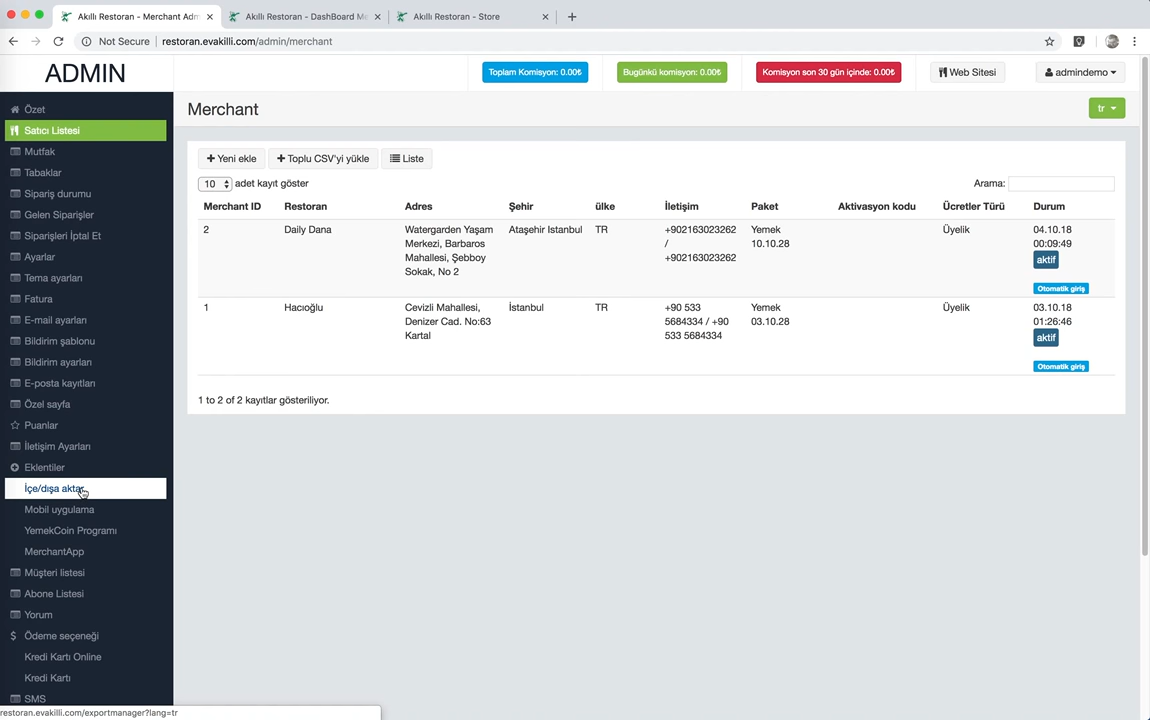 Akıllı Restoran - Merchant Adm
Akıllı Restoran - DashBoard Me
Akıllı Restoran - Store
Not Secure
restoran.evakilli.com/admin/merchant
ADMIN
Toplam Komisyon: 0.00₺
Bugünkü komisyon: 0.00₺
Komisyon son 30 gün içinde: 0.00₺
Web Sitesi
admindemo
Özet
Satıcı Listesi
Mutfak
Tabaklar
Sipariş durumu
Gelen Siparişler
Siparişleri İptal Et
Ayarlar
Tema ayarları
Fatura
E-mail ayarları
Bildirim şablonu
Bildirim ayarları
E-posta kayıtları
Özel sayfa
Puanlar
İletişim Ayarları
Eklentiler
İçe/dışa aktar
Mobil uygulama
YemekCoin Programı
MerchantApp
Müşteri listesi
Abone Listesi
Yorum
$ Ödeme seçeneği
Kredi Kartı Online
Kredi Kartı
SMS
restoran.evakilli.com/exportmanager?lang=tr
Merchant
tr
Yeni ekle
Toplu CSV'yi yükle
Liste
10 adet kayıt göster
Arama:
Merchant ID Restoran Adres Şehir ülke İletişim Paket Aktivasyon kodu Ücretler Türü Durum
2 Daily Dana Watergarden Yaşam Ataşehir Istanbul TR +902163023262 Yemek Üyelik 04.10.18
Merkezi, Barbaros / 10.10.28 00:09:49
Mahallesi, Şebboy +902163023262 aktif
Sokak, No 2
Otomatik giriş
1 Hacıoğlu Cevizli Mahallesi, İstanbul TR +90 533 Yemek Üyelik 03.10.18
Denizer Cad. No:63 5684334 / +90 03.10.28 01:26:46
Kartal 533 5684334 aktif
Otomatik giriş
1 to 2 of 2 kayıtlar gösteriliyor.